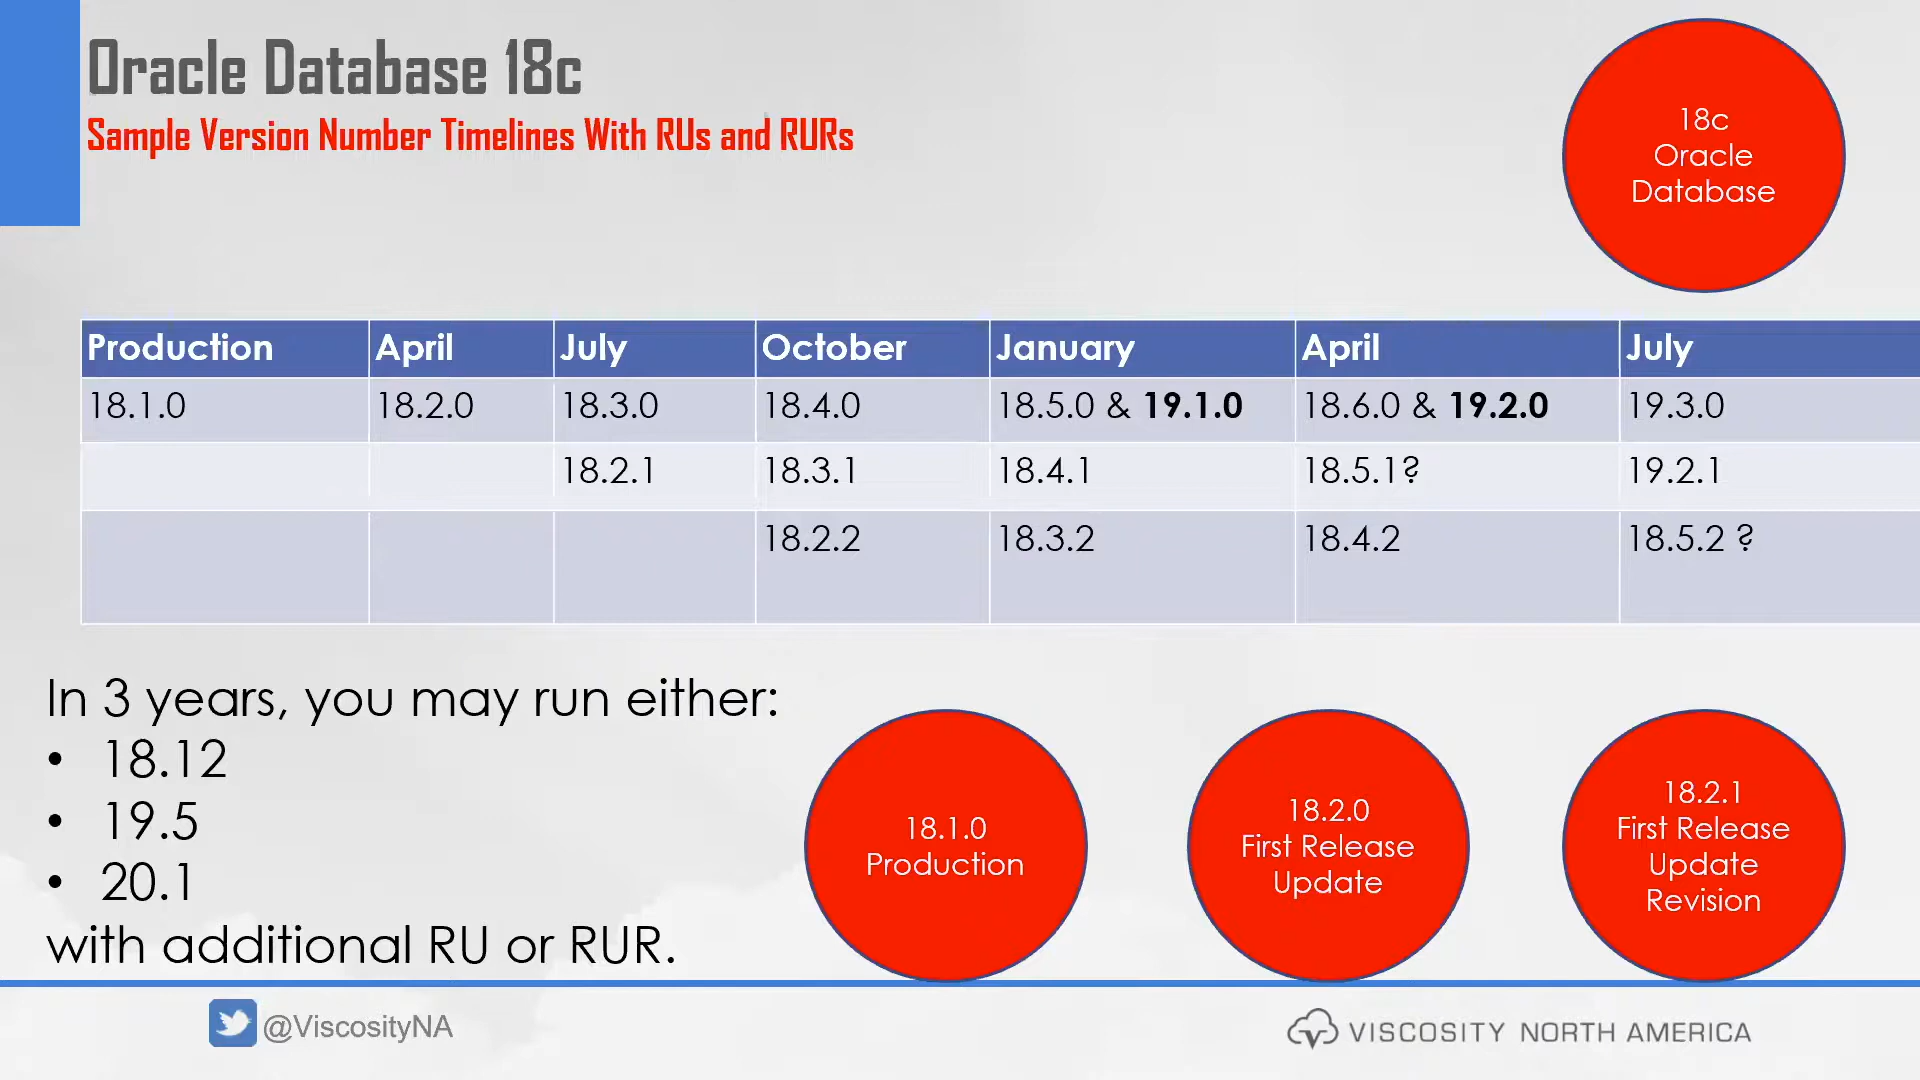 Oracle Database 18c
Sample Version Number Timelines With RUs and RURs
18c
Oracle
Database
Production April July October January April July
18.1.0 18.2.0 18.3.0 18.4.0 18.5.0 & 19.1.0 18.6.0 & 19.2.0 19.3.0
18.2.1 18.3.1 18.4.1 18.5.1? 19.2.1
18.2.2 18.3.2 18.4.2 18.5.2 ?
In 3 years, you may run either:
• 18.12
• 19.5
• 20.1
with additional RU or RUR.
18.1.0
Production
18.2.0
First Release
Update
18.2.1
First Release
Update
Revision
@ViscosityNA
VISCOSITY NORTH AMERICA